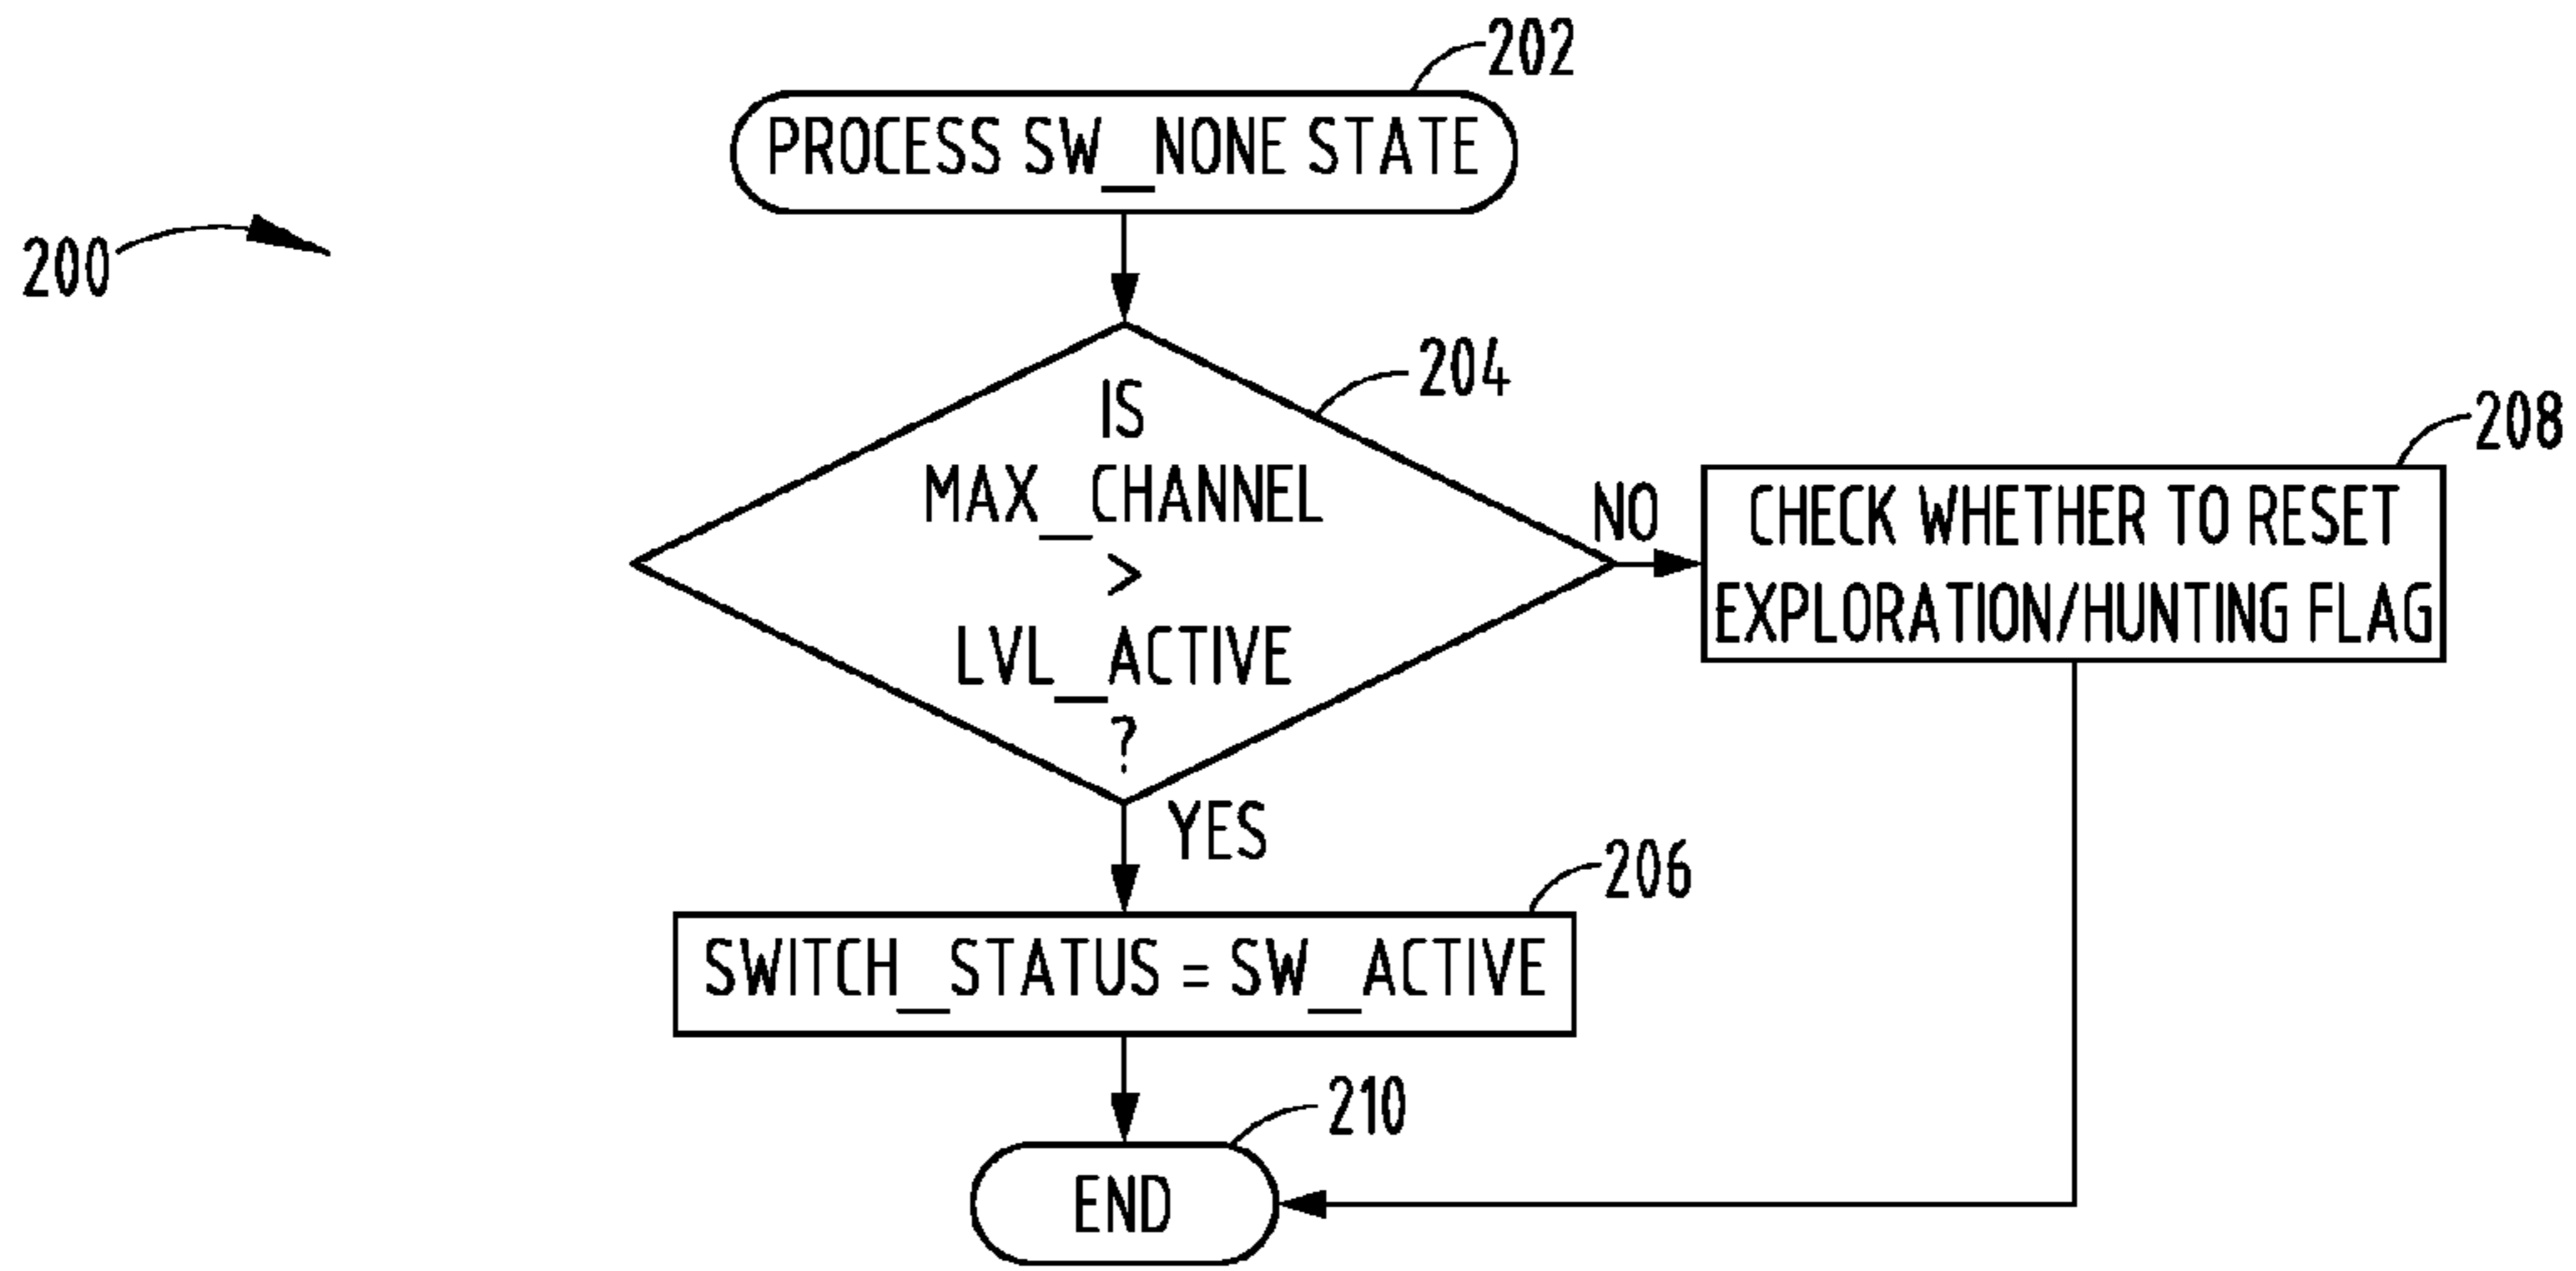 202
PROCESS SW_NONE STATE
200
204
IS
MAX_CHANNEL
>
LVL_ACTIVE
?
NO
208
CHECK WHETHER TO RESET
EXPLORATION/HUNTING FLAG
YES
206
SWITCH_STATUS = SW_ACTIVE
210
END